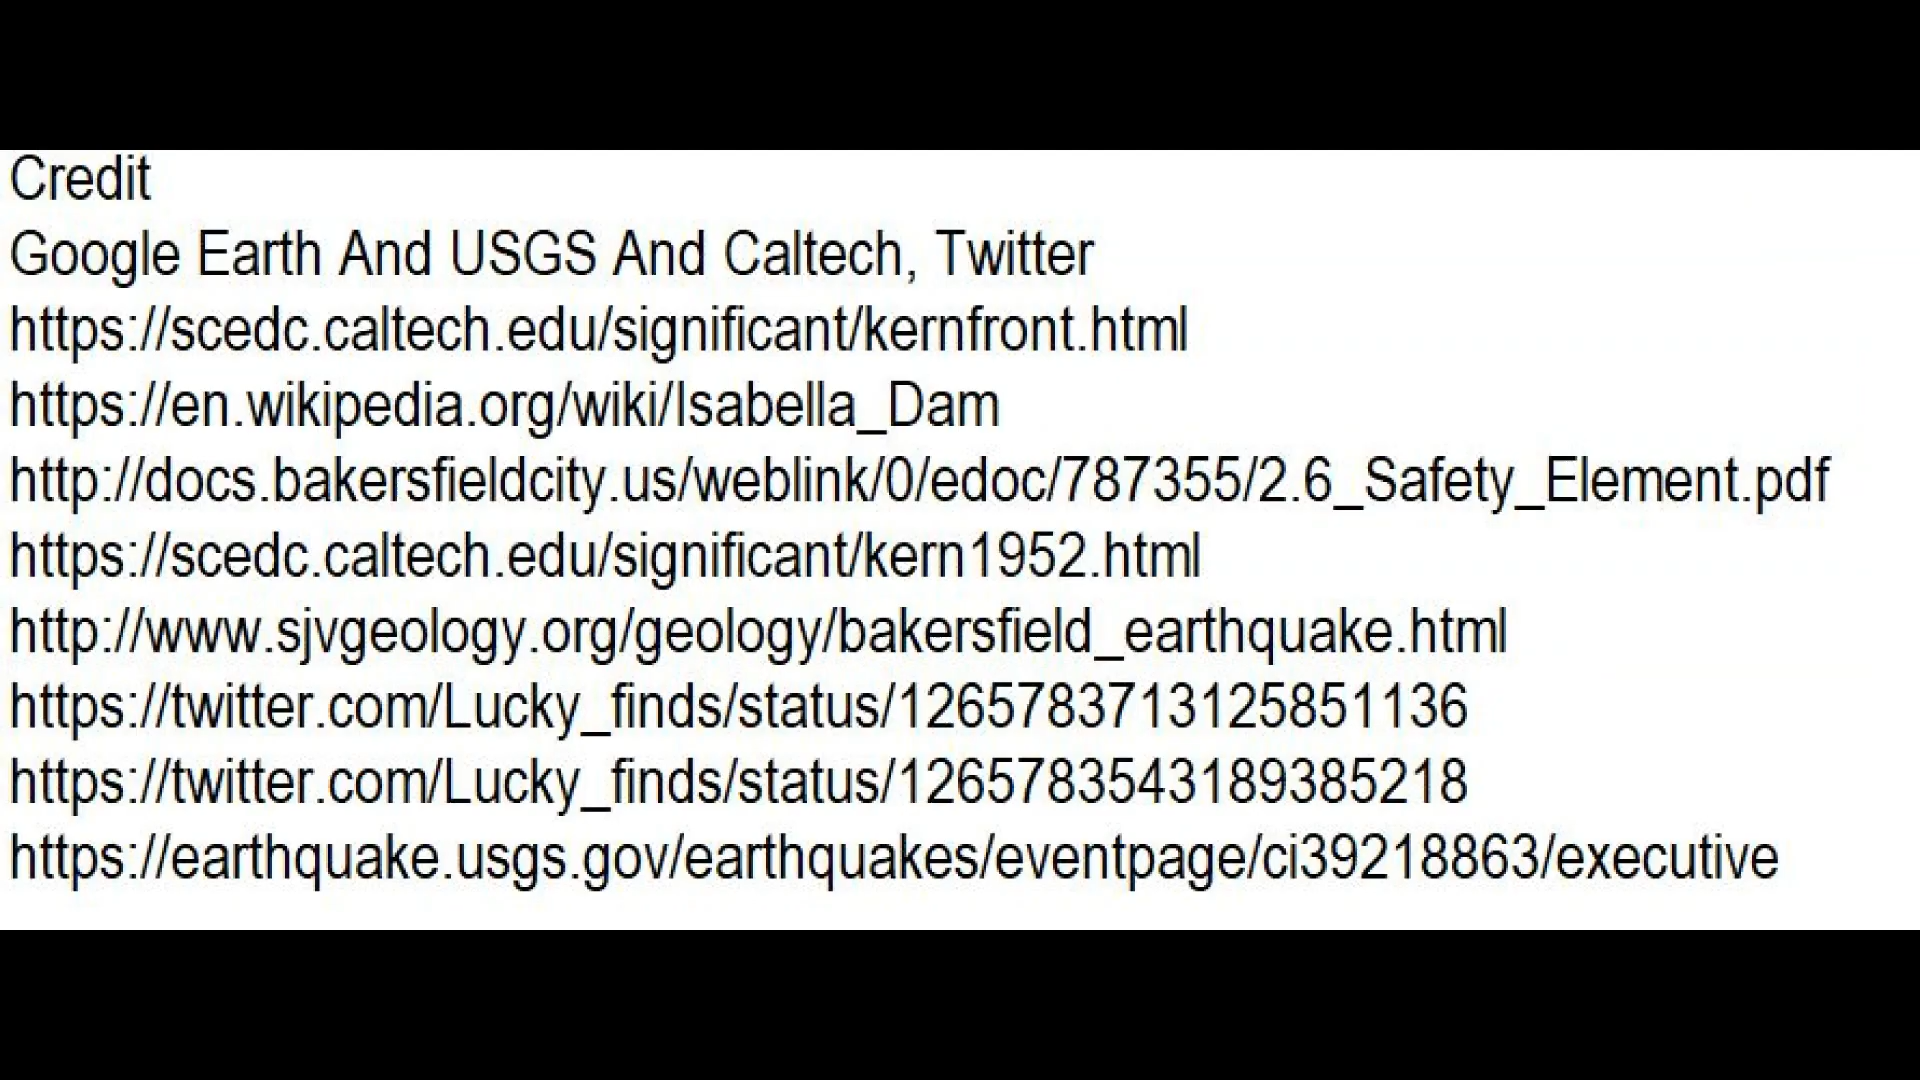 Credit
Google Earth And USGS And Caltech, Twitter
https://scedc.caltech.edu/significant/kernfront.html
https://en.wikipedia.org/wiki/Isabella_Dam
http://docs.bakersfieldcity.us/weblink/0/edoc/787355/2.6_Safety_Element.pdf
https://scedc.caltech.edu/significant/kern1952.html
http://www.sjvgeology.org/geology/bakersfield_earthquake.html
https://twitter.com/Lucky_finds/status/1265783713125851136
https://twitter.com/Lucky_finds/status/1265783543189385218
https://earthquake.usgs.gov/earthquakes/eventpage/ci39218863/executive